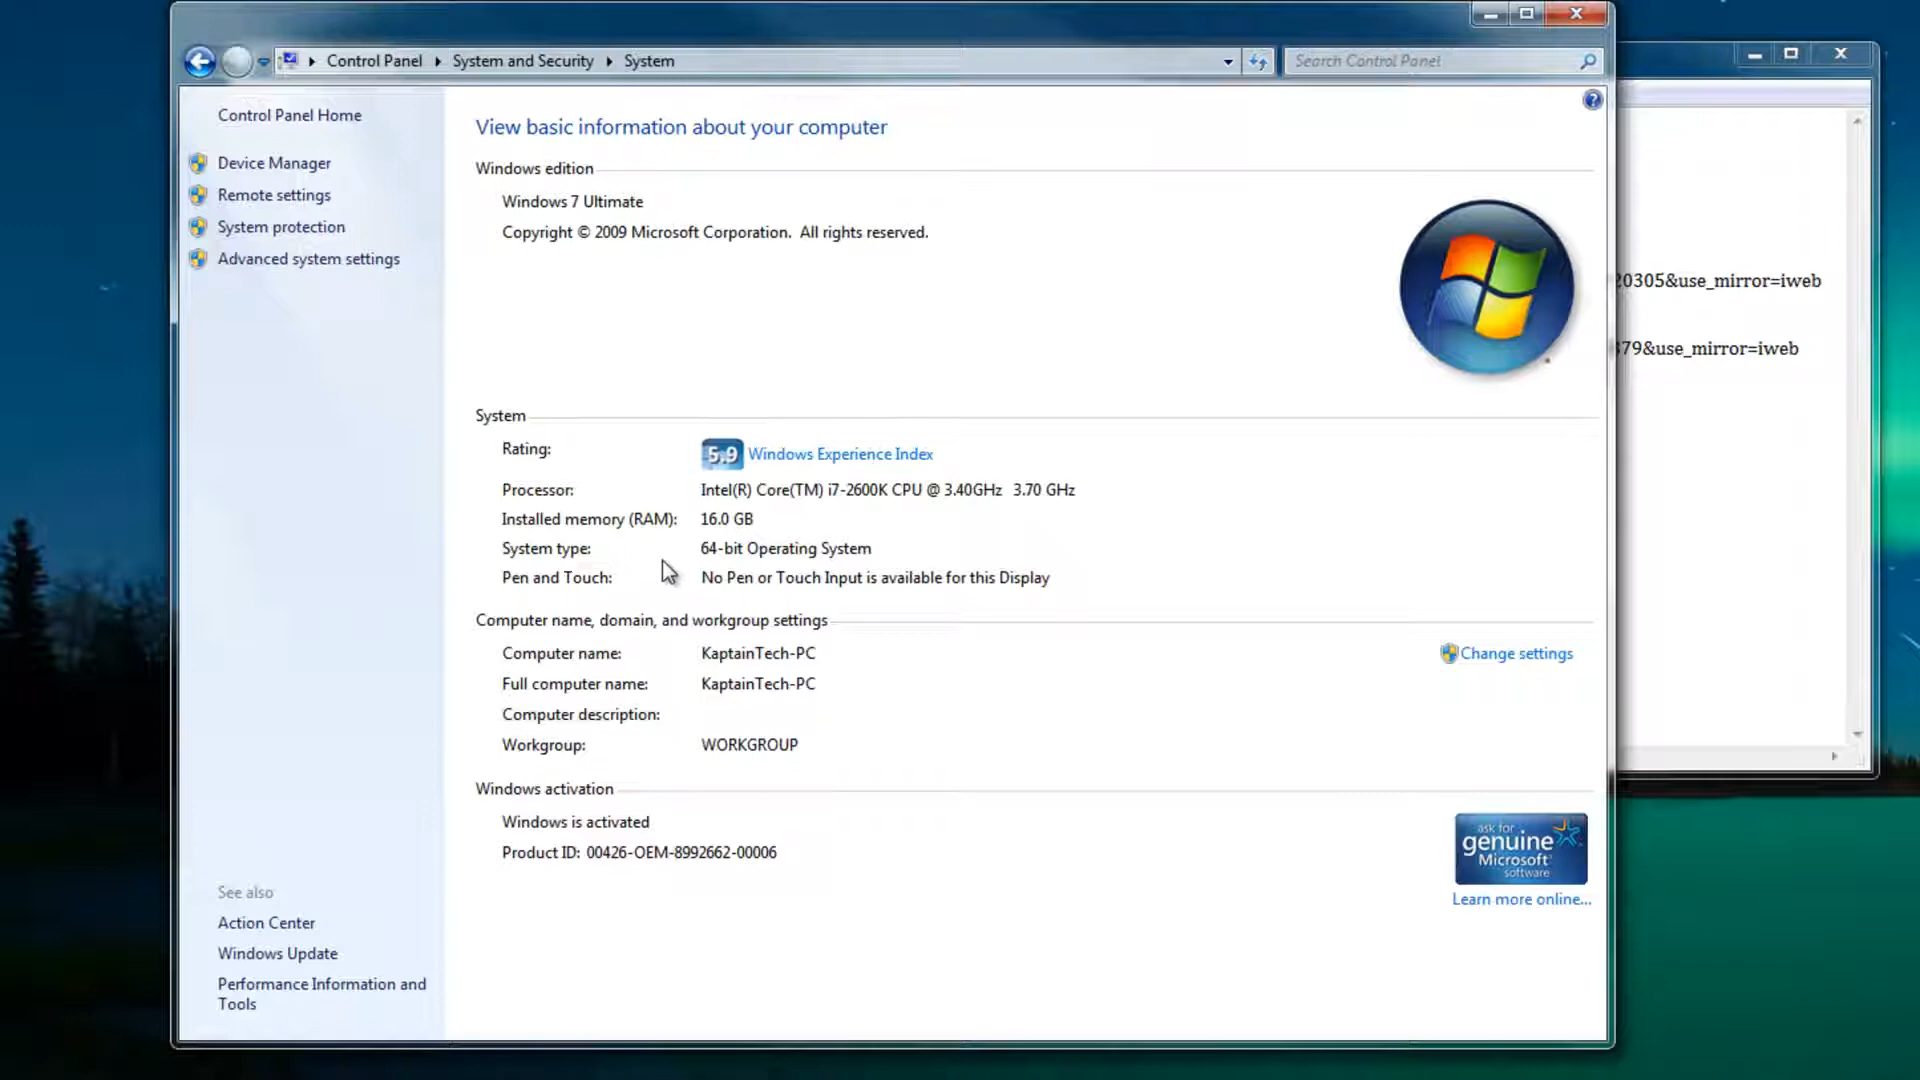 Control Panel System and Security System
Search Control Panel
Control Panel Home
Device Manager
Remote settings
System protection
Advanced system settings
See also
Action Center
Windows Update
Performance Information and
Tools
View basic information about your computer
Windows edition
Windows 7 Ultimate
Copyright © 2009 Microsoft Corporation. All rights reserved.
System
Rating: 5.9 Windows Experience Index
Processor: Intel(R) Core(TM) i7-2600K CPU @ 3.40GHz 3.70 GHz
Installed memory (RAM): 16.0 GB
System type: 64-bit Operating System
Pen and Touch: No Pen or Touch Input is available for this Display
Computer name, domain, and workgroup settings
Computer name: KaptainTech-PC
Change settings
Full computer name: KaptainTech-PC
Computer description:
Workgroup: WORKGROUP
Windows activation
Windows is activated
Product ID: 00426-OEM-8992662-00006
ask for
genuine
Microsoft
software
Learn more online...
0305&use_mirror=iweb
79&use_mirror=iweb